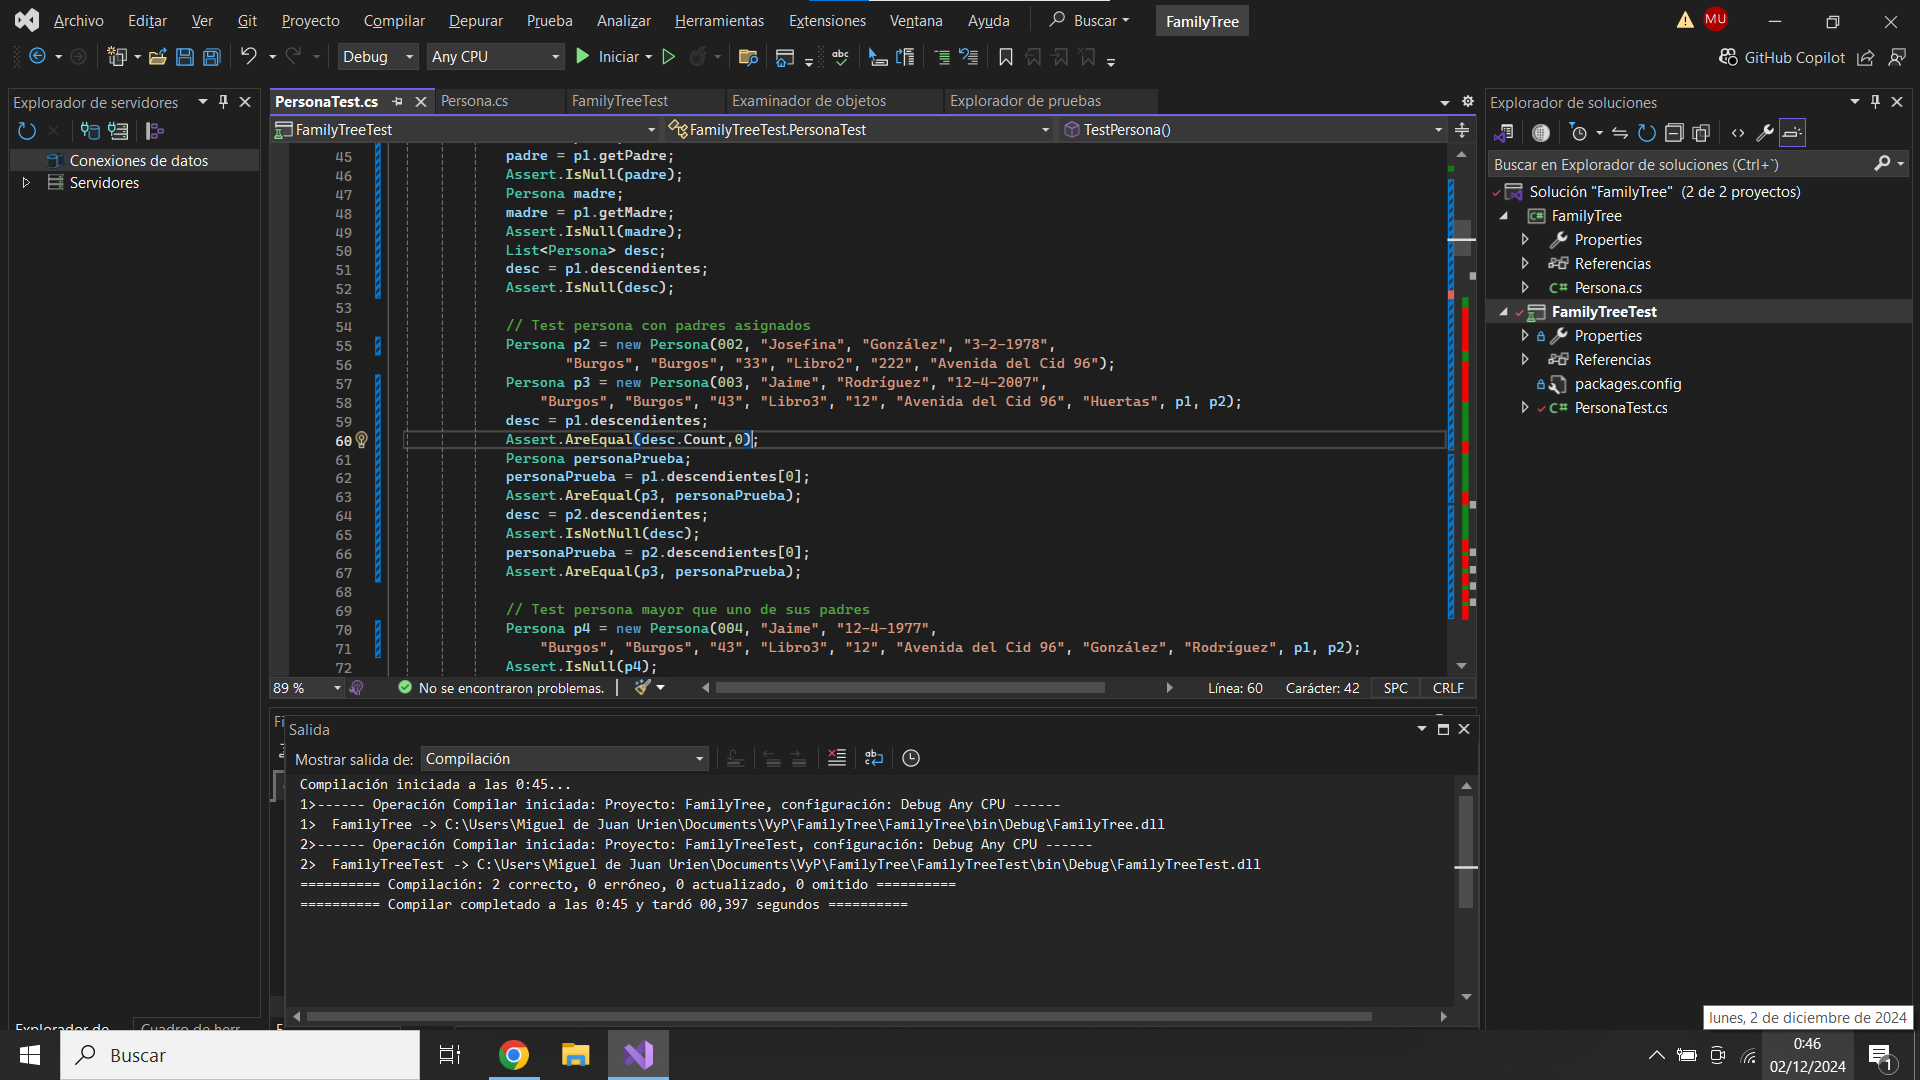 Archivo Editar Ver Git Proyecto Compilar Depurar Prueba Analizar Herramientas Extensiones Ventana Ayuda Buscar FamilyTree MU
Debug Any CPU Iniciar abc GitHub Copilot
Explorador de servidores
Conexiones de datos
Servidores
PersonaTest.cs Persona.cs FamilyTreeTest Examinador de objetos Explorador de pruebas
FamilyTreeTest FamilyTreeTest.PersonaTest TestPersona()
45 padre = p1.getPadre;
46 Assert.IsNull(padre);
47 Persona madre;
48 madre = p1.getMadre;
49 Assert.IsNull(madre);
50 List<Persona> desc;
51 desc = p1.descendientes;
52 Assert.IsNull(desc);
53
54 // Test persona con padres asignados
55 Persona p2 = new Persona(002, "Josefina", "González", "3-2-1978",
56 "Burgos", "Burgos", "33", "Libro2", "222", "Avenida del Cid 96");
57 Persona p3 = new Persona(003, "Jaime", "Rodríguez", "12-4-2007",
58 "Burgos", "Burgos", "43", "Libro3", "12", "Avenida del Cid 96", "Huertas", p1, p2);
59 desc = p1.descendientes;
60 Assert.AreEqual(desc.Count,0);
61 Persona personaPrueba;
62 personaPrueba = p1.descendientes[0];
63 Assert.AreEqual(p3, personaPrueba);
64 desc = p2.descendientes;
65 Assert.IsNotNull(desc);
66 personaPrueba = p2.descendientes[0];
67 Assert.AreEqual(p3, personaPrueba);
68
69 // Test persona mayor que uno de sus padres
70 Persona p4 = new Persona(004, "Jaime", "12-4-1977",
71 "Burgos", "Burgos", "43", "Libro3", "12", "Avenida del Cid 96", "González", "Rodríguez", p1, p2);
72 Assert.IsNull(p4);
89 % No se encontraron problemas. Línea: 60 Carácter: 42 SPC CRLF
Salida
Mostrar salida de: Compilación
Compilación iniciada a las 0:45...
1>------ Operación Compilar iniciada: Proyecto: FamilyTree, configuración: Debug Any CPU ------
1>  FamilyTree -> C:\Users\Miguel de Juan Urien\Documents\VyP\FamilyTree\FamilyTree\bin\Debug\FamilyTree.dll
2>------ Operación Compilar iniciada: Proyecto: FamilyTreeTest, configuración: Debug Any CPU ------
2>  FamilyTreeTest -> C:\Users\Miguel de Juan Urien\Documents\VyP\FamilyTree\FamilyTreeTest\bin\Debug\FamilyTreeTest.dll
========== Compilación: 2 correcto, 0 erróneo, 0 actualizado, 0 omitido ==========
========== Compilar completado a las 0:45 y tardó 00,397 segundos ==========
Explorador de soluciones
Buscar en Explorador de soluciones (Ctrl+`)
Solución "FamilyTree" (2 de 2 proyectos)
FamilyTree
Properties
Referencias
C# Persona.cs
FamilyTreeTest
Properties
Referencias
packages.config
C# PersonaTest.cs
lunes, 2 de diciembre de 2024
Buscar
0:46
02/12/2024
1